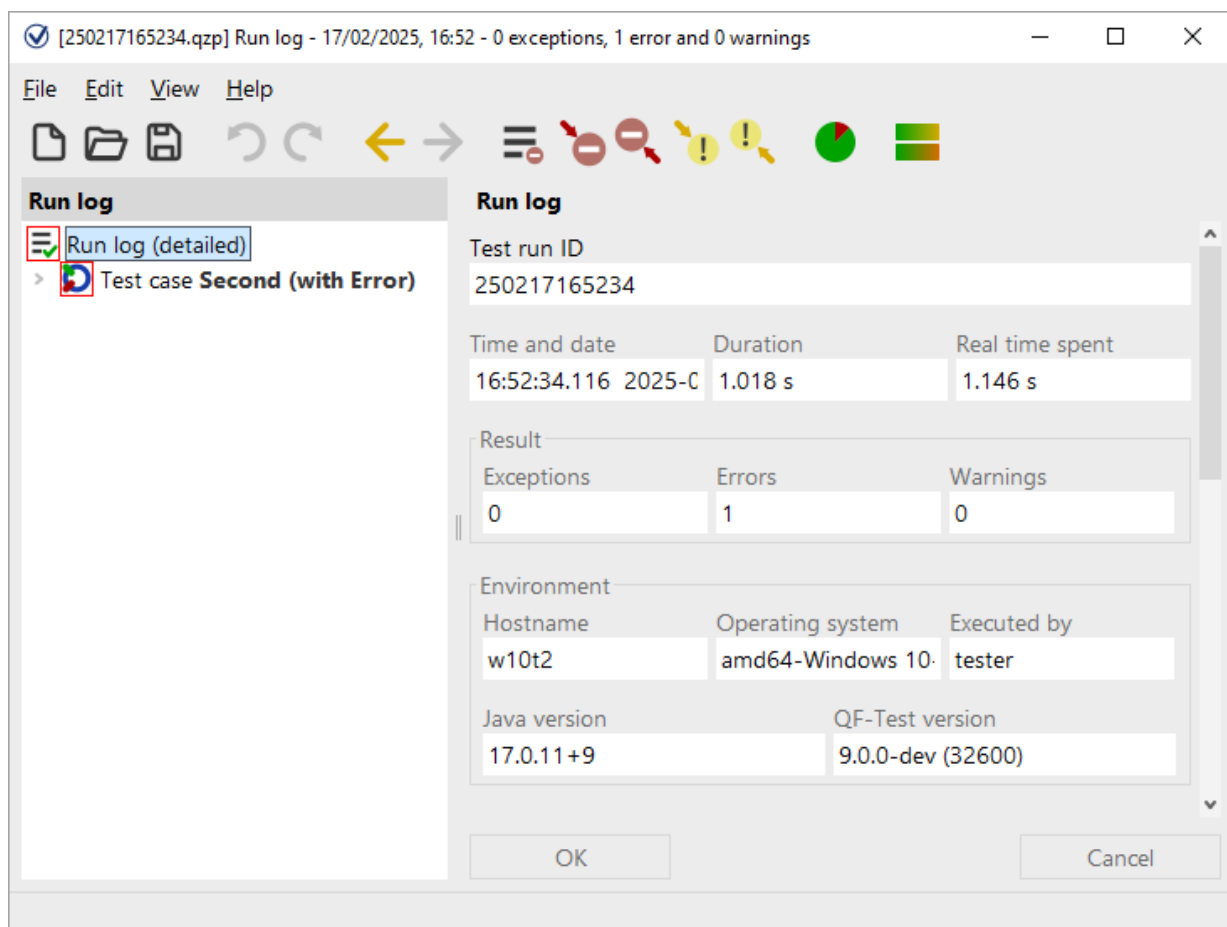 [250217165234.qzp] Run log - 17/02/2025, 16:52 - 0 exceptions, 1 error and 0 warnings
File Edit View Help
Run log
Run log (detailed)
Test case Second (with Error)
Run log
Test run ID
250217165234
Time and date Duration Real time spent
16:52:34.116 2025-0 1.018 s 1.146 s
Result
Exceptions Errors Warnings
0 1 0
Environment
Hostname Operating system Executed by
w10t2 amd64-Windows 10- tester
Java version QF-Test version
17.0.11+9 9.0.0-dev (32600)
OK Cancel